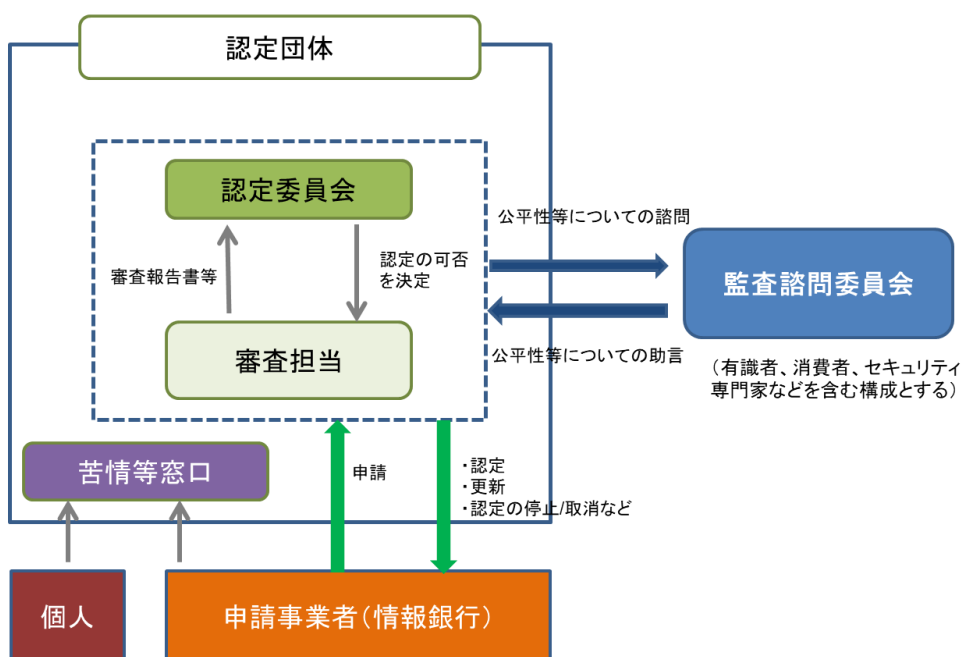 認定団体
認定委員会
審査報告書等
認定の可否
を決定
審査担当
公平性等についての諮問
監査諮問委員会
公平性等についての助言
（有識者、消費者、セキュリティ
専門家などを含む構成とする）
苦情等窓口
申請
・認定
・更新
・認定の停止/取消など
個人
申請事業者（情報銀行）